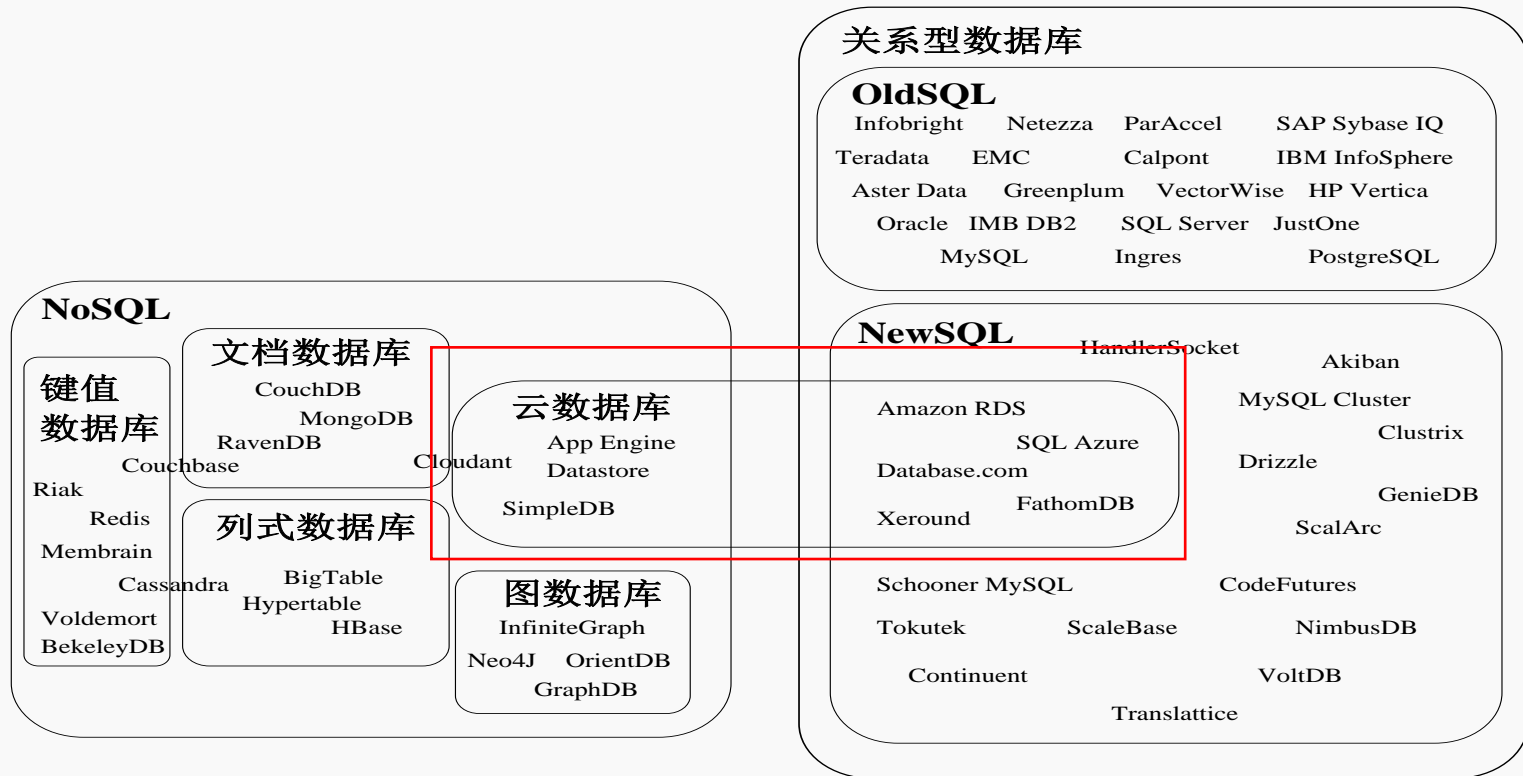 关系型数据库
OldSQL
Infobright Netezza ParAccel SAP Sybase IQ
Teradata EMC Calpont IBM InfoSphere
Aster Data Greenplum VectorWise HP Vertica
Oracle IMB DB2 SQL Server JustOne
MySQL Ingres PostgreSQL
NoSQL
键值
数据库
Couchbase
Riak
Redis
Membrain
Cassandra
Voldemort
BekeleyDB
文档数据库
CouchDB
MongoDB
RavenDB
Cloudant
列式数据库
BigTable
Hypertable
HBase
云数据库
App Engine
Datastore
SimpleDB
图数据库
InfiniteGraph
Neo4J OrientDB
GraphDB
NewSQL
HandlerSocket
Akiban
Amazon RDS
MySQL Cluster
SQL Azure
Clustrix
Database.com
Drizzle
FathomDB
GenieDB
Xeround
ScalArc
Schooner MySQL CodeFutures
Tokutek ScaleBase NimbusDB
Continuent VoltDB
Translattice